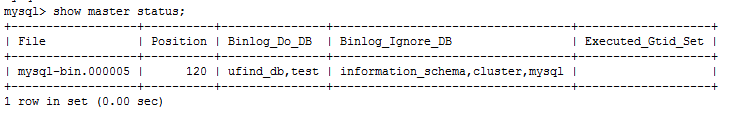 mysql> show master status;
+------------------+----------+---------------+----------------------------------+-------------------+
| File | Position | Binlog_Do_DB | Binlog_Ignore_DB | Executed_Gtid_Set |
+------------------+----------+---------------+----------------------------------+-------------------+
| mysql-bin.000005 | 120 | ufind_db,test | information_schema,cluster,mysql | |
+------------------+----------+---------------+----------------------------------+-------------------+
1 row in set (0.00 sec)